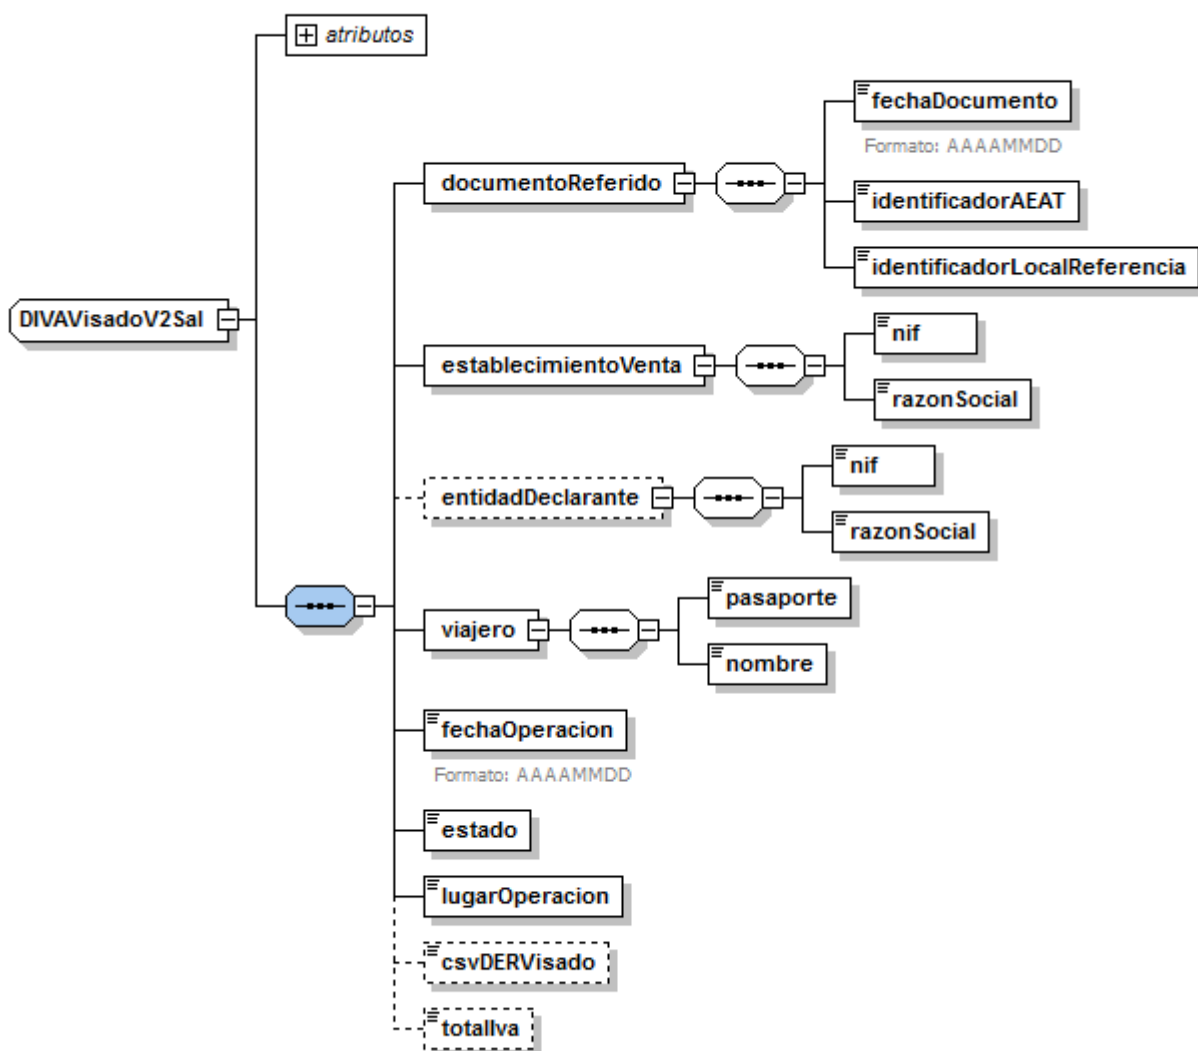 atributos
fechaDocumento
Formato: AAAAMMDD
documentoReferido
identificadorAEAT
identificadorLocalReferencia
DIVAVisadoV2Sal
nif
establecimientoVenta
razonSocial
nif
entidadDeclarante
razonSocial
pasaporte
viajero
nombre
fechaOperacion
Formato: AAAAMMDD
estado
lugarOperacion
csvDERVisado
totalIva